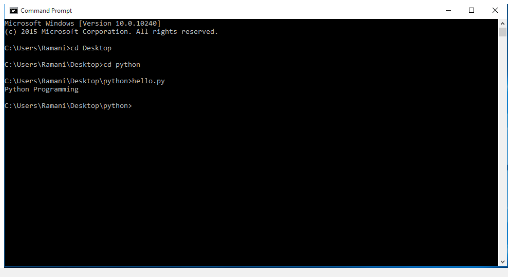 Command Prompt
Microsoft Windows [Version 10.0.10240]
(c) 2015 Microsoft Corporation. All rights reserved.
C:\Users\Ramani>cd Desktop
C:\Users\Ramani\Desktop>cd python
C:\Users\Ramani\Desktop\python>hello.py
Python Programming
C:\Users\Ramani\Desktop\python>